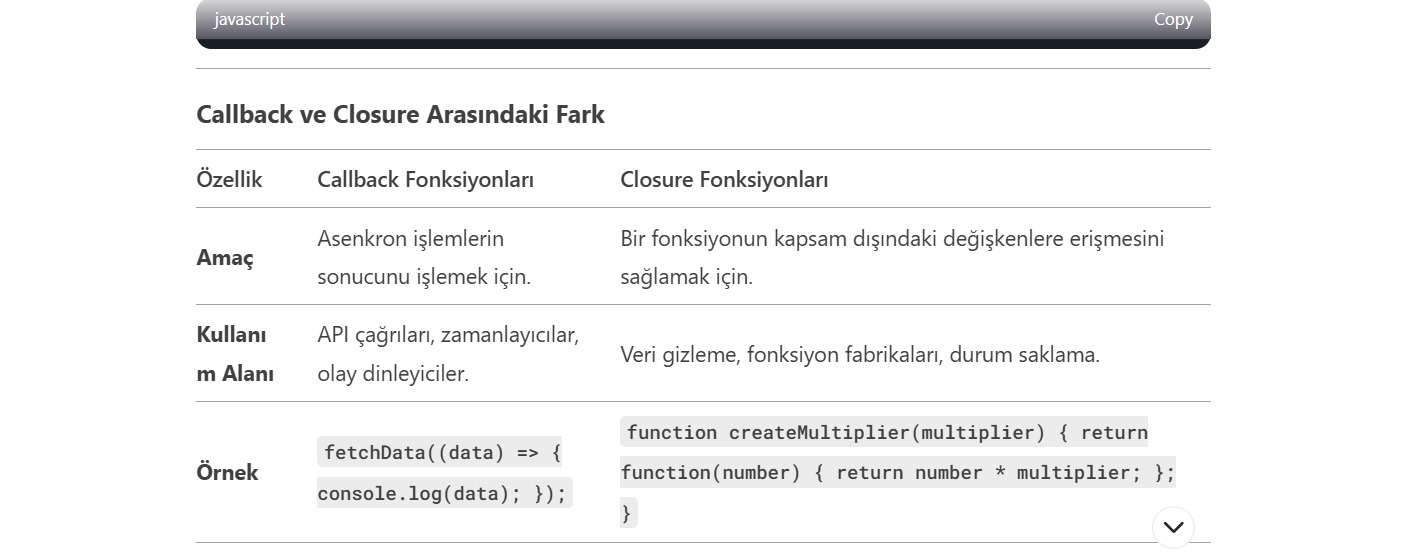 javascript
Copy
Callback ve Closure Arasındaki Fark
Özellik Callback Fonksiyonları Closure Fonksiyonları
Amaç
Asenkron işlemlerin
sonucunu işlemek için.
Bir fonksiyonun kapsam dışındaki değişkenlere erişmesini
sağlamak için.
Kullanı
m Alanı
API çağrıları, zamanlayıcılar,
olay dinleyiciler.
Veri gizleme, fonksiyon fabrikaları, durum saklama.
Örnek
fetchData((data) => {
console.log(data); });
function createMultiplier(multiplier) { return
function(number) { return number * multiplier; };
}